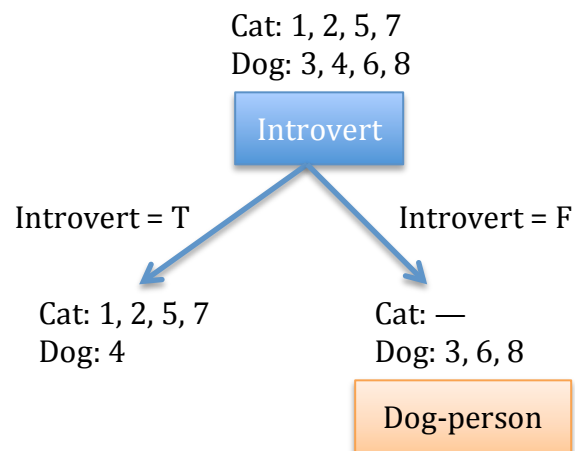 Cat: 1, 2, 5, 7
Dog: 3, 4, 6, 8
Introvert
Introvert = T
Introvert = F
Cat: 1, 2, 5, 7
Dog: 4
Cat: —
Dog: 3, 6, 8
Dog-person